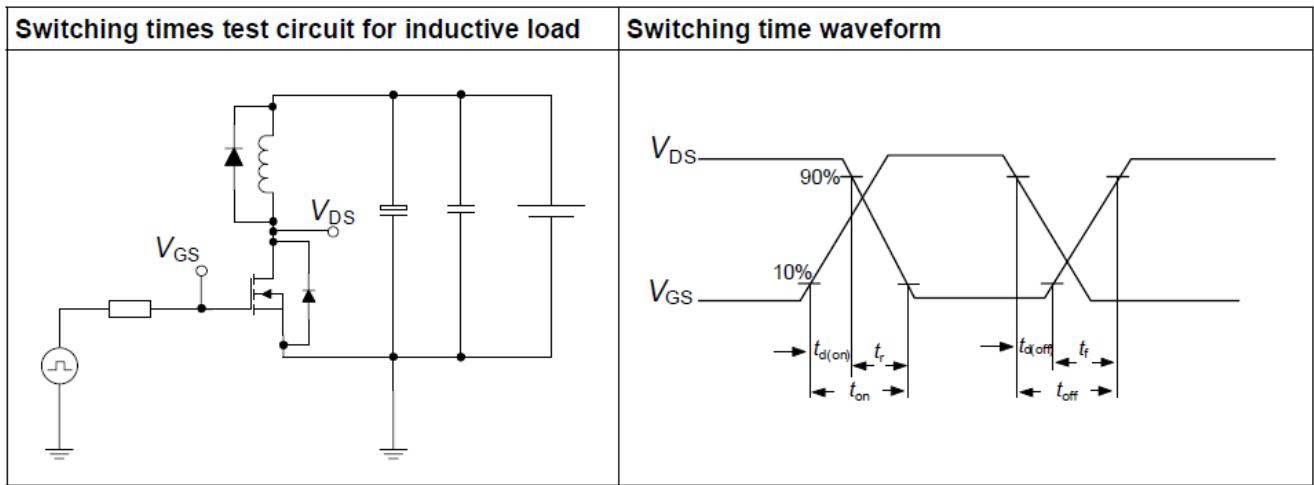 Switching times test circuit for inductive load
Switching time waveform
VDS
VGS
VDS
90%
10%
VGS
td(on)
tr
td(off)
tf
ton
toff